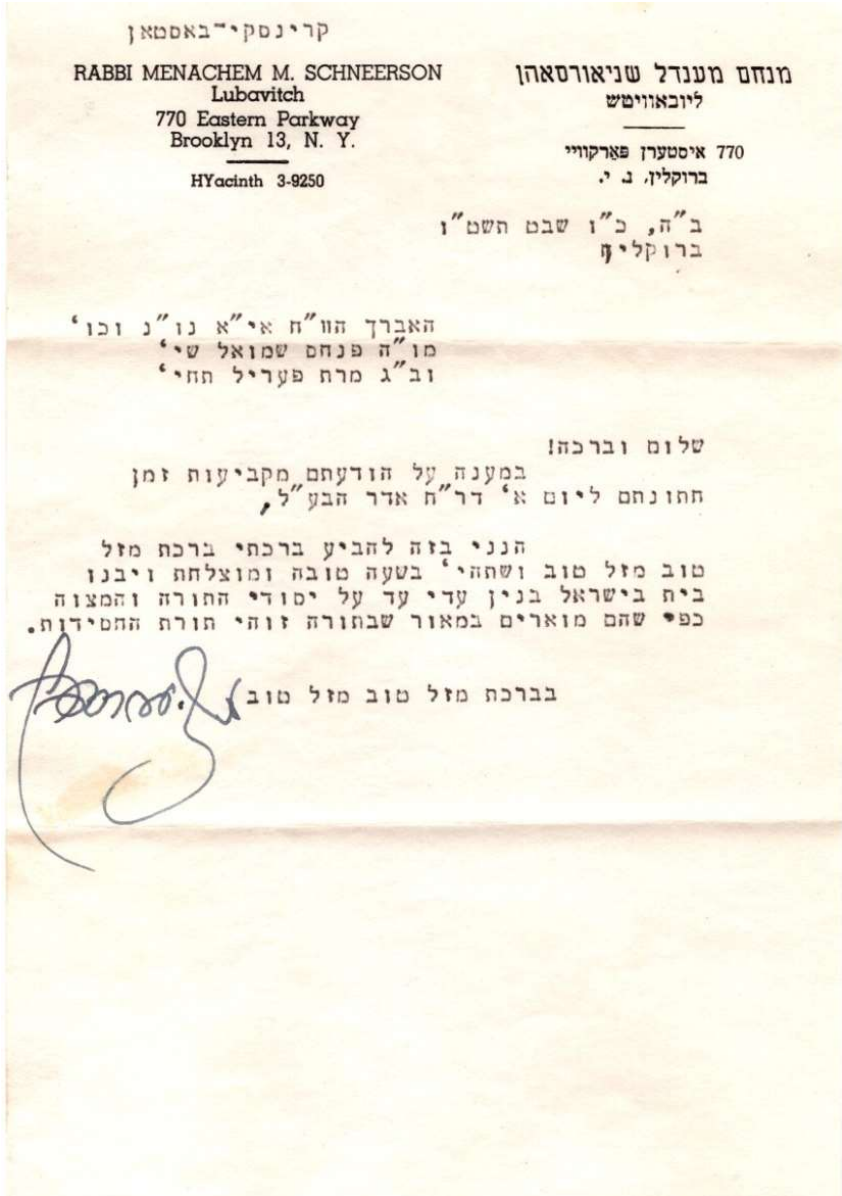 קרינסקי-באסטאן
RABBI MENACHEM M. SCHNEERSON
Lubavitch
770 Eastern Parkway
Brooklyn 13, N. Y.
HYacinth 3-9250
מנחם מענדל שניאורסאהן
ליובאוויטש
770 איסטערן פארקוויי
ברוקלין, נ. י.
ב"ה, כ"ו שבט תשט"ו
ברוקלין
האברך הוו"ח אי"א נו"נ וכו'
מו"ה פנחס שמואל שי'
וב"ג מרת פעריל תחי'
שלום וברכה!
במענה על הודעתם מקביעות זמן
חתונתם ליום א' דר"ח אדר הבע"ל,
הנני בזה להביע ברכתי ברכת מזל
טוב מזל טוב ושתהי' בשעה טובה ומוצלחת ויבנו
בית בישראל בנין עדי עד על יסודי התורה והמצוה
כפי שהם מוארים במאור שבתורה זוהי תורת החסידות.
בברכת מזל טוב מזל טוב